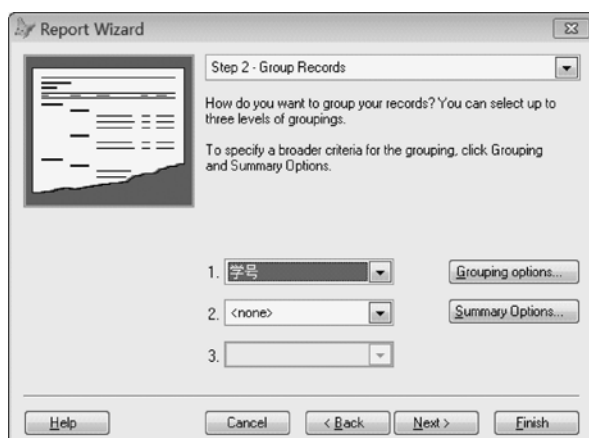 Report Wizard
Step 2 - Group Records
How do you want to group your records? You can select up to
three levels of groupings.
To specify a broader criteria for the grouping, click Grouping
and Summary Options.
1. 学号
Grouping options...
2. <none>
Summary Options...
3.
Help
Cancel
< Back
Next >
Finish